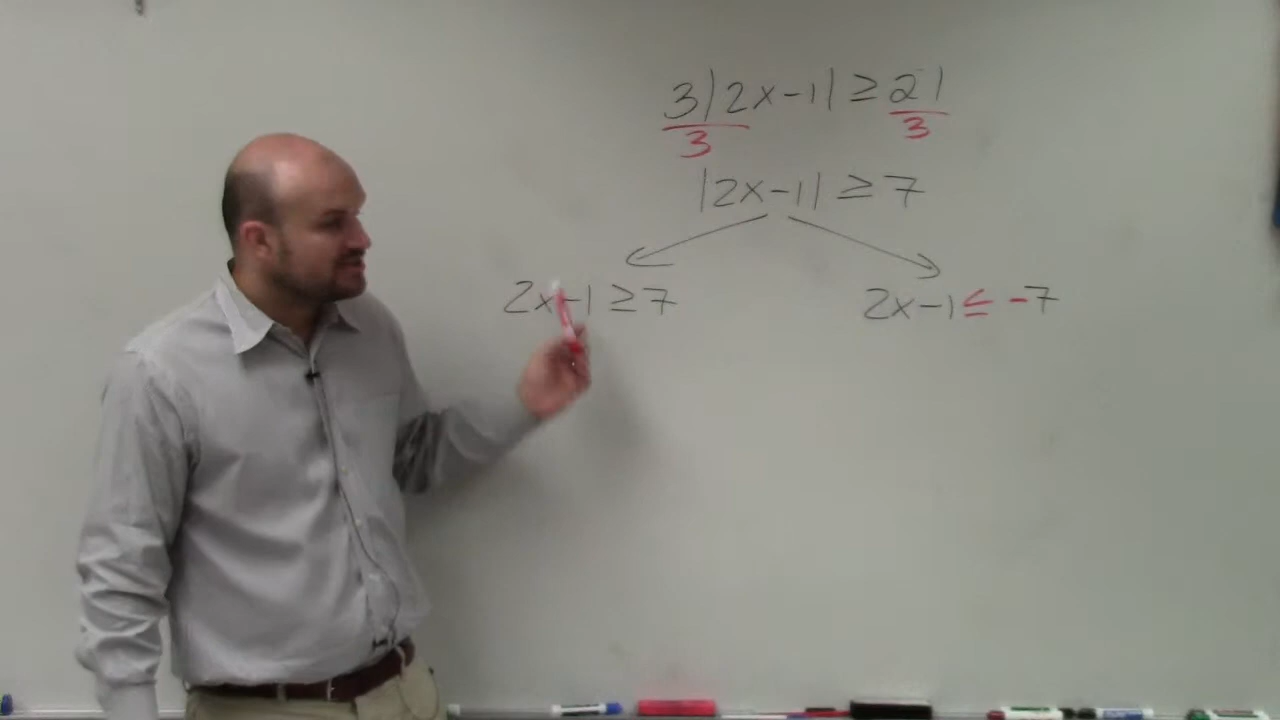 3|2x-1| ≥ 21
3 3
|2x-1| ≥ 7
2x-1 ≥ 7 2x-1 ≤ -7